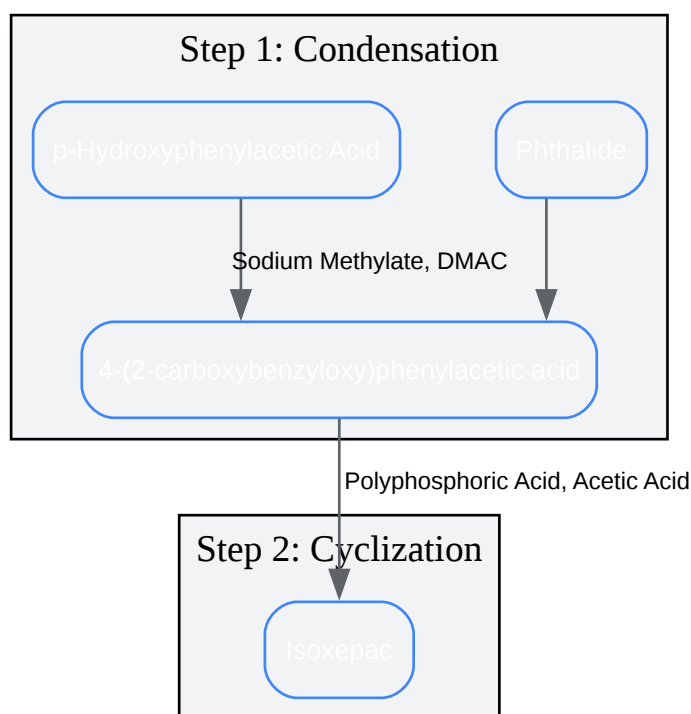 Step 1: Condensation
p-Hydroxyphenylacetic Acid
Phthalide
Sodium Methylate, DMAC
4-(2-carboxybenzyloxy)phenylacetic acid
Polyphosphoric Acid, Acetic Acid
Step 2: Cyclization
Isoxepac